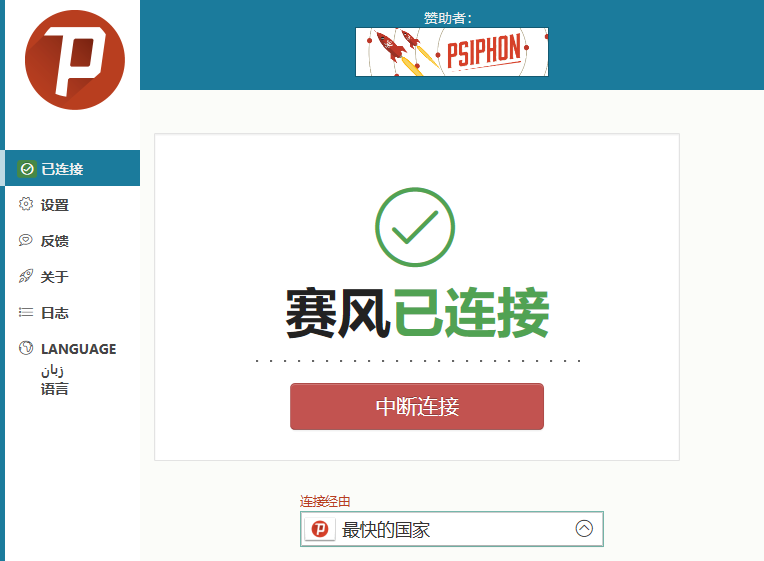 赞助者：
PSIPHON
已连接
设置
反馈
关于
日志
LANGUAGE
زبان
语言
赛风已连接
中断连接
连接经由
最快的国家